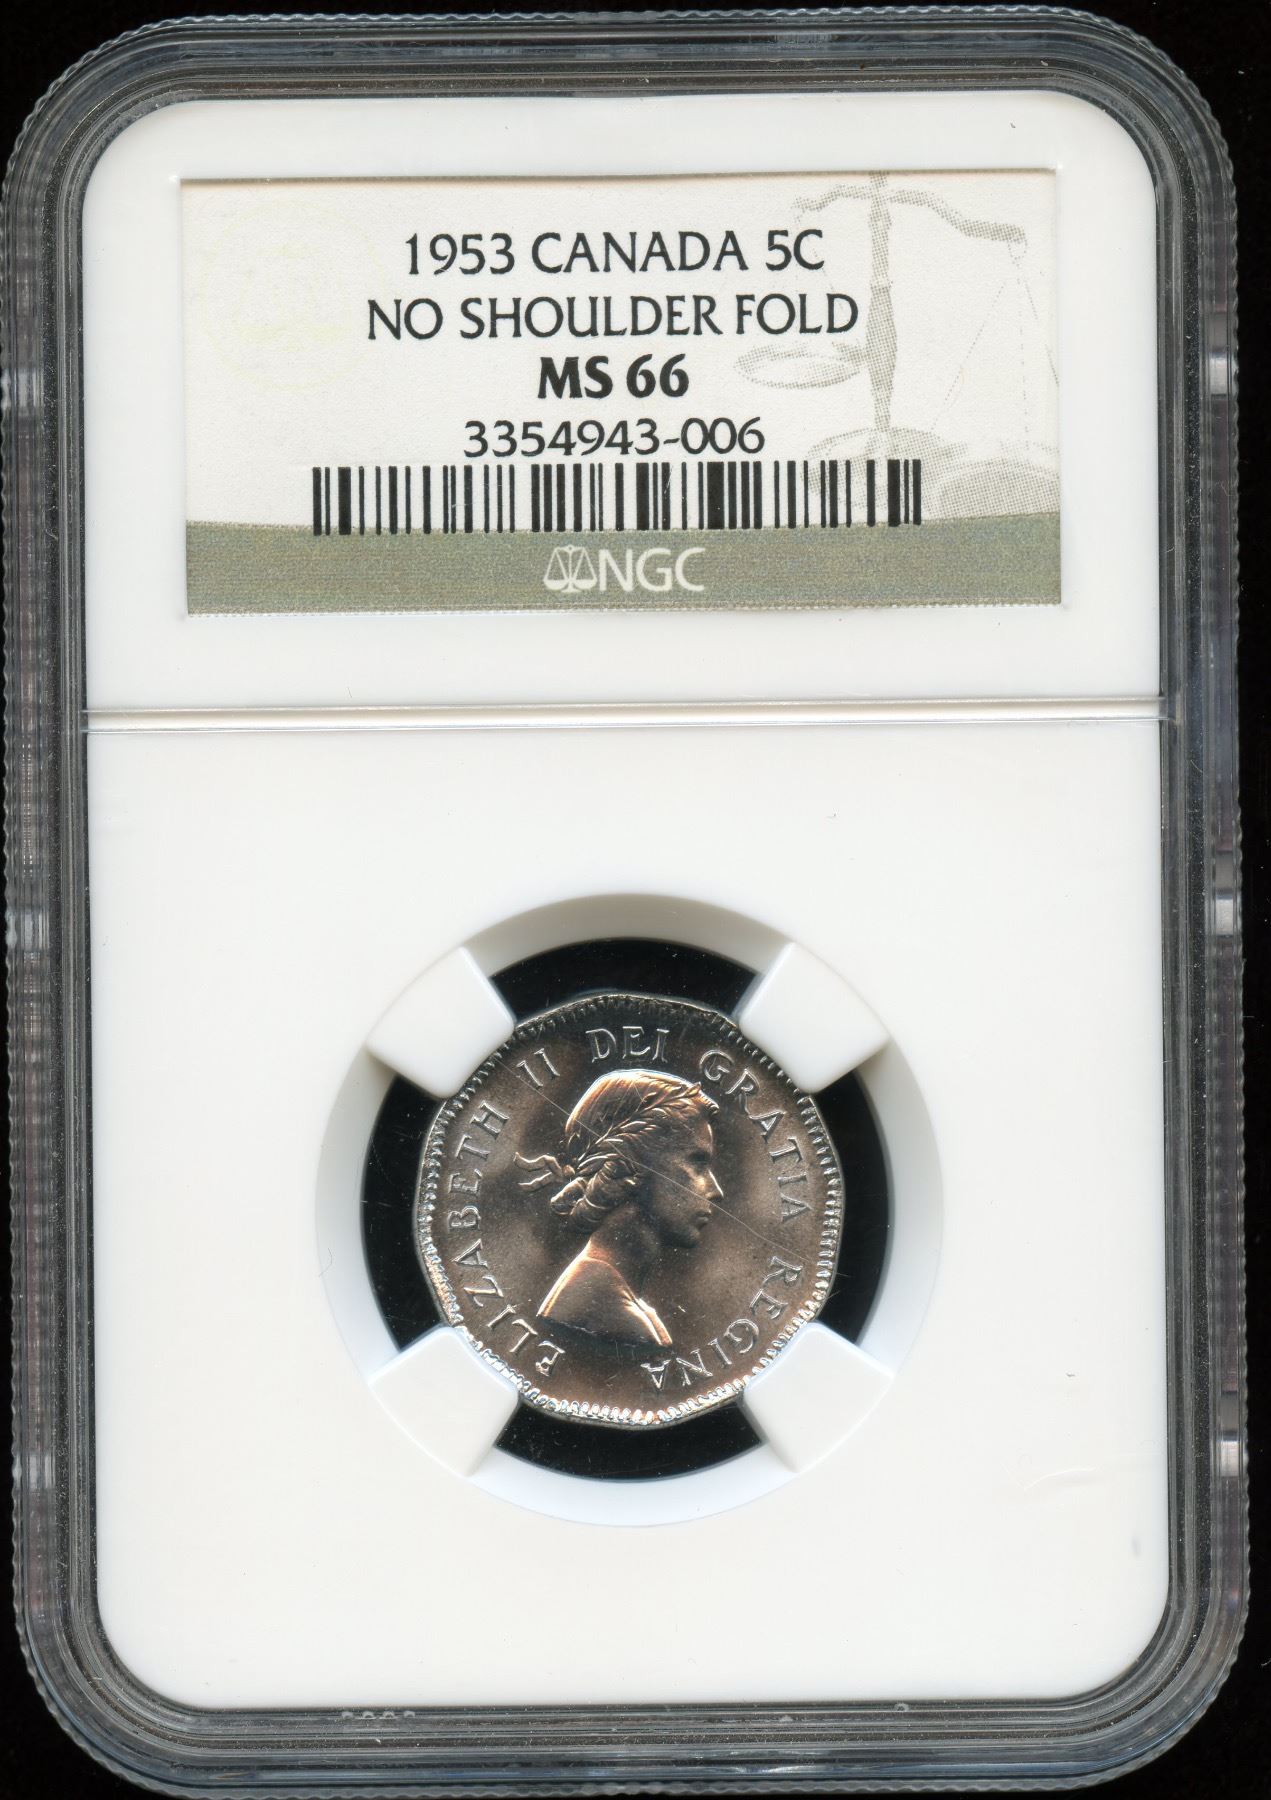 1953 CANADA 5C
NO SHOULDER FOLD
MS 66
3354943-006
NGC
ELIZABETH II DEI GRATIA REGINA